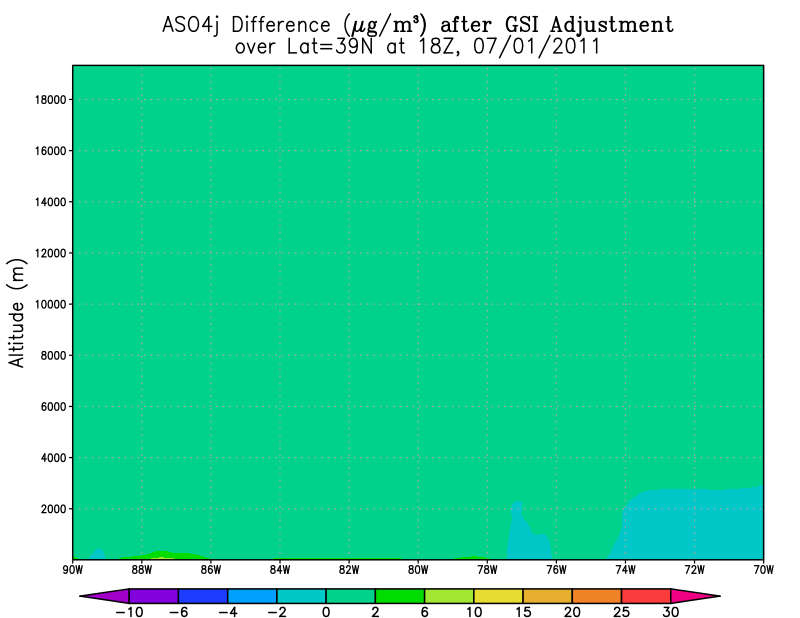 ASO4j Difference (μg/m³) after GSI Adjustment
over Lat=39N at 18Z, 07/01/2011
Altitude (m)
18000
16000
14000
12000
10000
8000
6000
4000
2000
90W 88W 86W 84W 82W 80W 78W 76W 74W 72W 70W
-10 -6 -4 -2 0 2 6 10 15 20 25 30